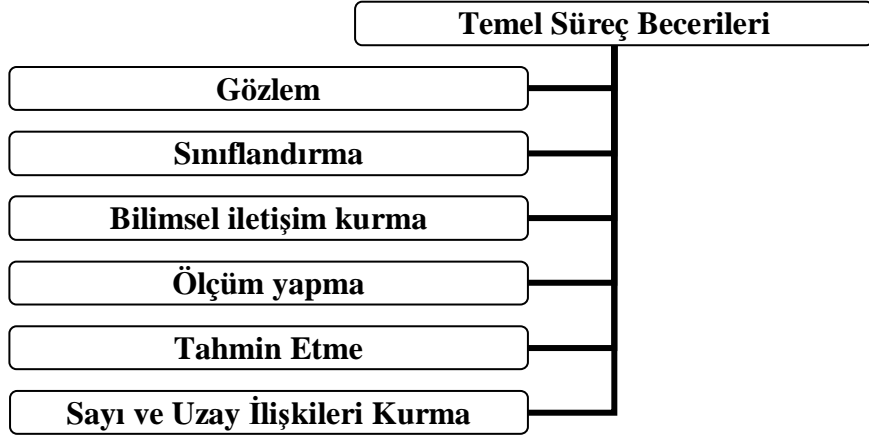 Temel Süreç Becerileri
Gözlem
Sınıflandırma
Bilimsel iletişim kurma
Ölçüm yapma
Tahmin Etme
Sayı ve Uzay İlişkileri Kurma